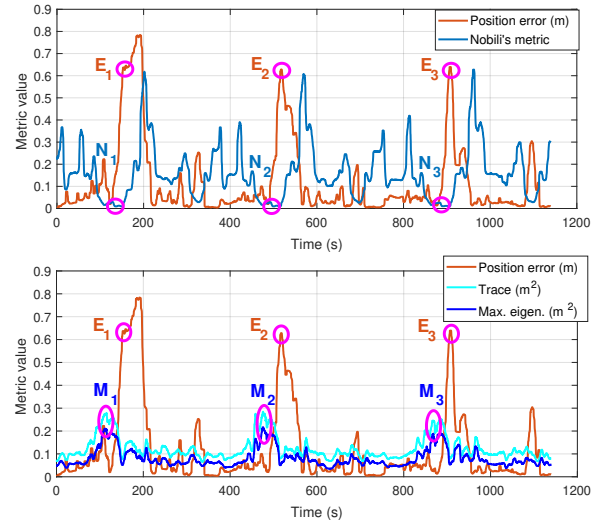 0.9
0.8
0.7
0.6
0.5
0.4
0.3
0.2
0.1
0
Metric value
Position error (m)
Nobili's metric
E1
E2
E3
N1
N2
N3
0 200 400 600 800 1000 1200
Time (s)
0.9
0.8
0.7
0.6
0.5
0.4
0.3
0.2
0.1
0
Metric value
Position error (m)
Trace (m²)
Max. eigen. (m²)
E1
E2
E3
M1
M2
M3
0 200 400 600 800 1000 1200
Time (s)